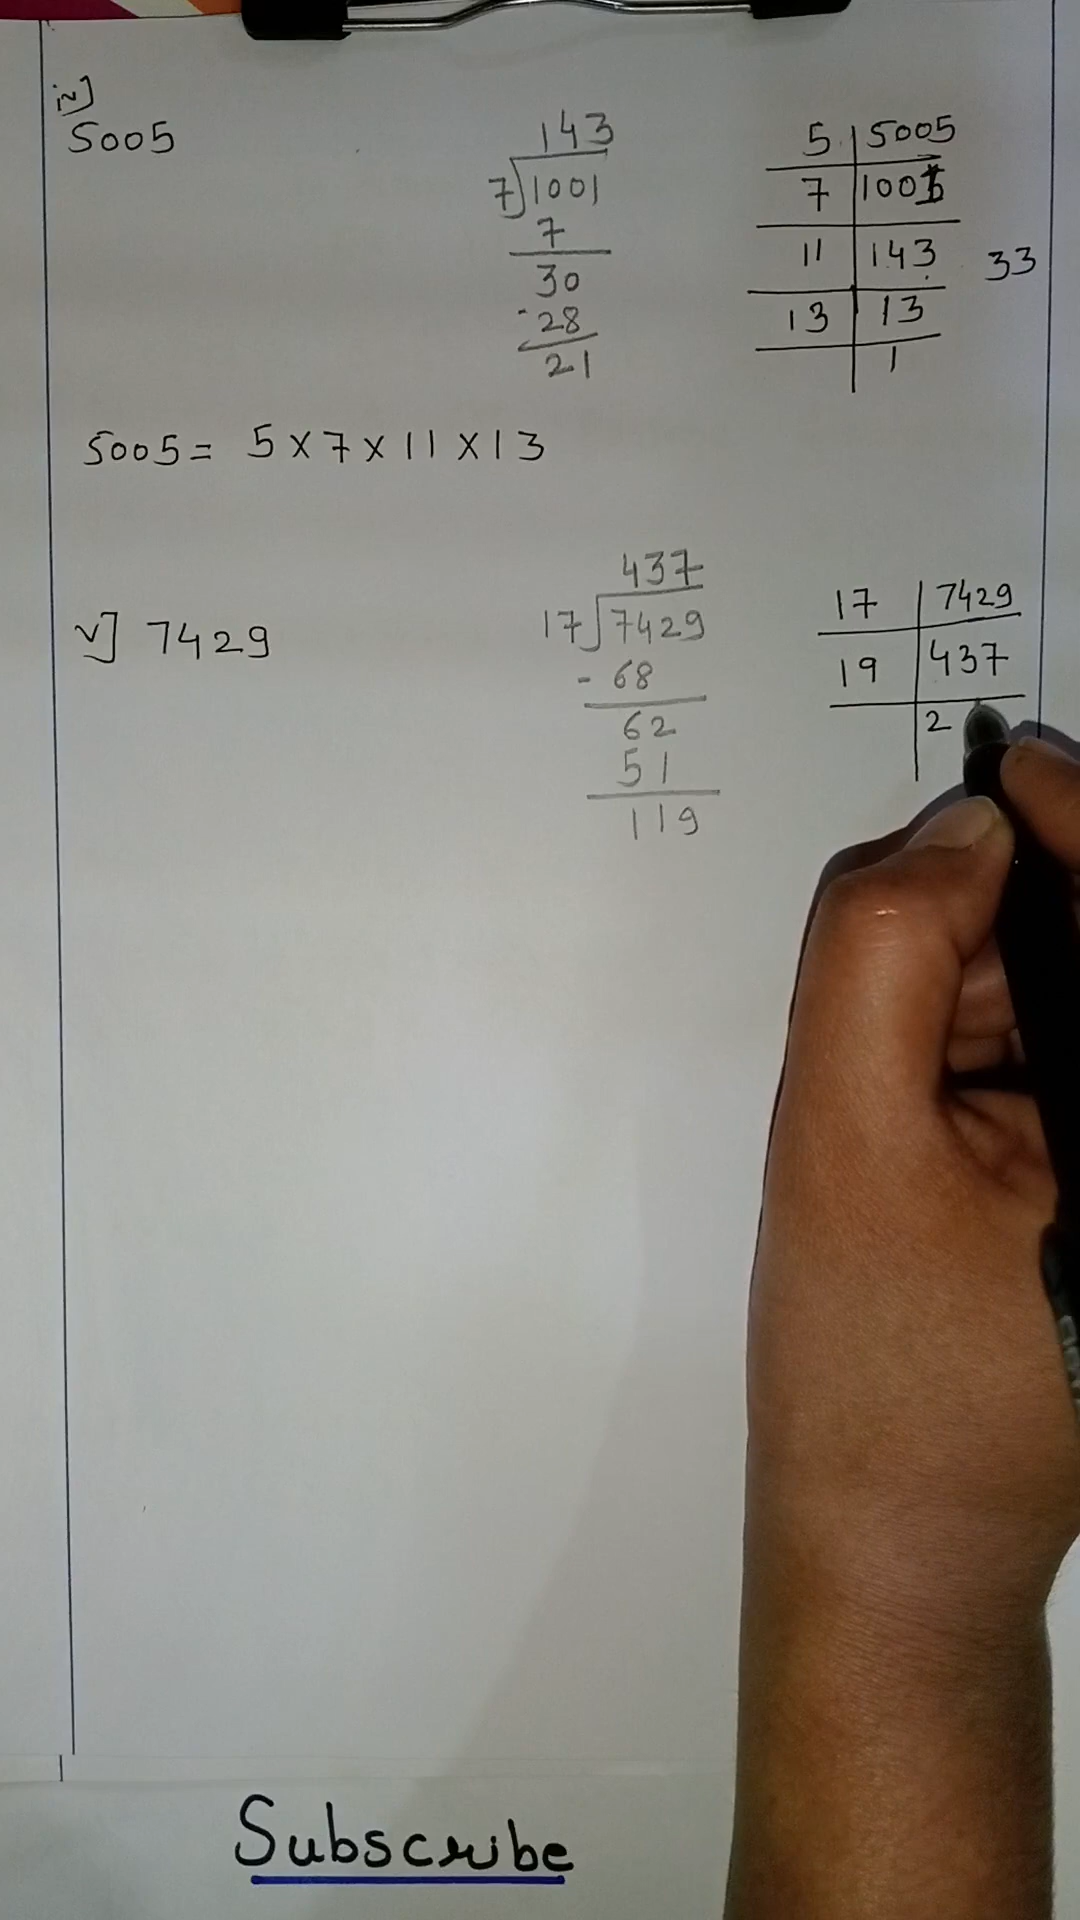 iv]
5005
143
7)1001
7
30
-28
21
5 | 5005
7 | 1001
11 | 143
33
13 | 13
1
5005 = 5 x 7 x 11 x 13
v] 7429
437
17)7429
- 68
62
51
119
17 | 7429
19 | 437
2
Subscribe